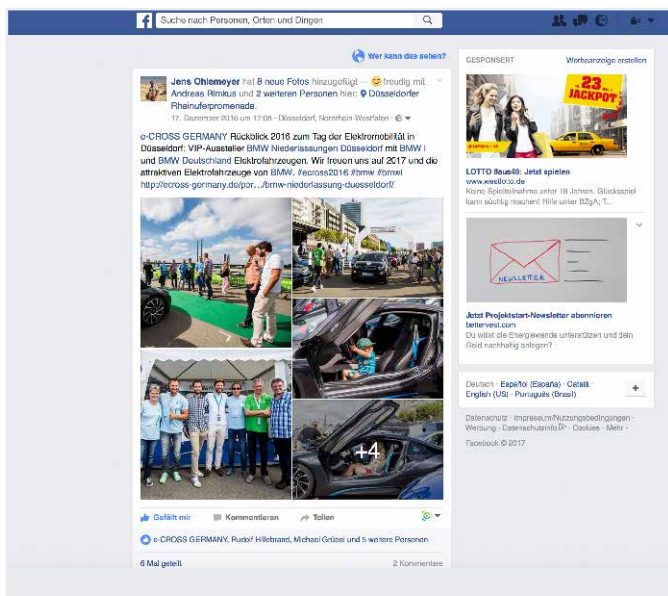 f Suche nach Personen, Orten und Dingen
Wer kann das sehen?
Jens Ohlemeyer hat 8 neue Fotos hinzugefügt — freudig mit
Andreas Rimkus und 2 weiteren Personen hier: Düsseldorfer
Rheinuferpromenade.
17. Dezember 2016 um 17:08 · Düsseldorf, Nordrhein-Westfalen ·
e-CROSS GERMANY Rückblick 2016 zum Tag der Elektromobilität in
Düsseldorf: VIP-Aussteller BMW Niederlassungen Düsseldorf mit BMW i
und BMW Deutschland Elektrofahrzeugen. Wir freuen uns auf 2017 und die
attraktiven Elektrofahrzeuge von BMW. #ecross2016 #bmw #bmwi
http://ecross-germany.de/por…/bmw-niederlassung-duesseldorf/
+4
Gefällt mir Kommentieren Teilen
e-CROSS GERMANY, Rudolf Hillebrand, Michael Grüssi und 5 weitere Personen
6 Mal geteilt 2 Kommentare
GESPONSERT Werbeanzeige erstellen
23
JACKPOT
LOTTO 6aus49: Jetzt spielen
www.westlotto.de
Keine Spielteilnahme unter 18 Jahren. Glücksspiel
kann süchtig machen! Hilfe unter BZgA; T...
NEWSLETTER
Jetzt Projektstart-Newsletter abonnieren
bettervest.com
Du willst die Energiewende unterstützen und dein
Geld nachhaltig anlegen?
Deutsch · Español (España) · Català ·
English (US) · Português (Brasil)
+
Datenschutz · Impressum/Nutzungsbedingungen ·
Werbung · Datenschutzinfo · Cookies · Mehr ·
Facebook © 2017